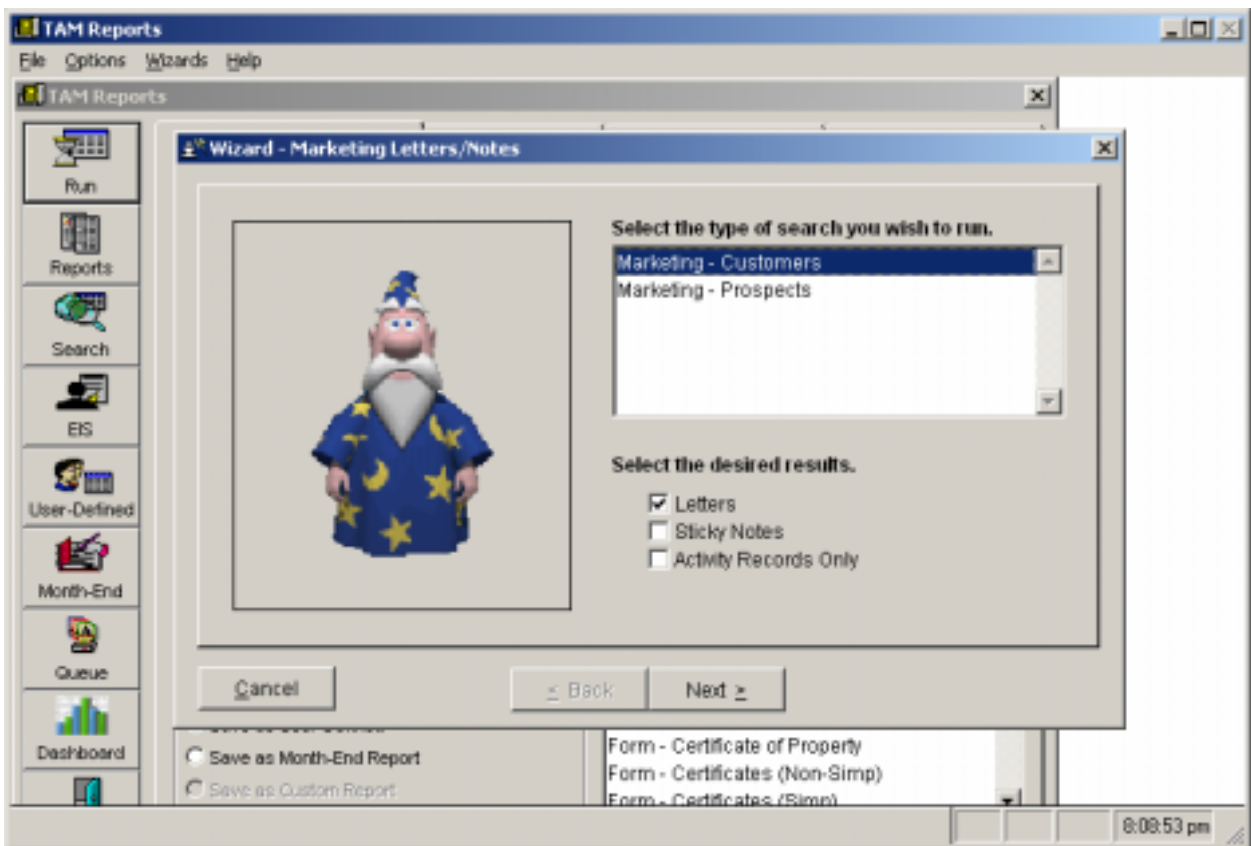 TAM Reports
File Options Wizards Help
TAM Reports
Run
Reports
Search
EIS
User-Defined
Month-End
Queue
Dashboard
Wizard - Marketing Letters/Notes
Select the type of search you wish to run.
Marketing - Customers
Marketing - Prospects
Select the desired results.
Letters
Sticky Notes
Activity Records Only
Cancel
< Back
Next >
Save as Month-End Report
Save as Custom Report
Form - Certificate of Property
Form - Certificates (Non-Simp)
Form - Certificates (Simp)
8:08:53 pm